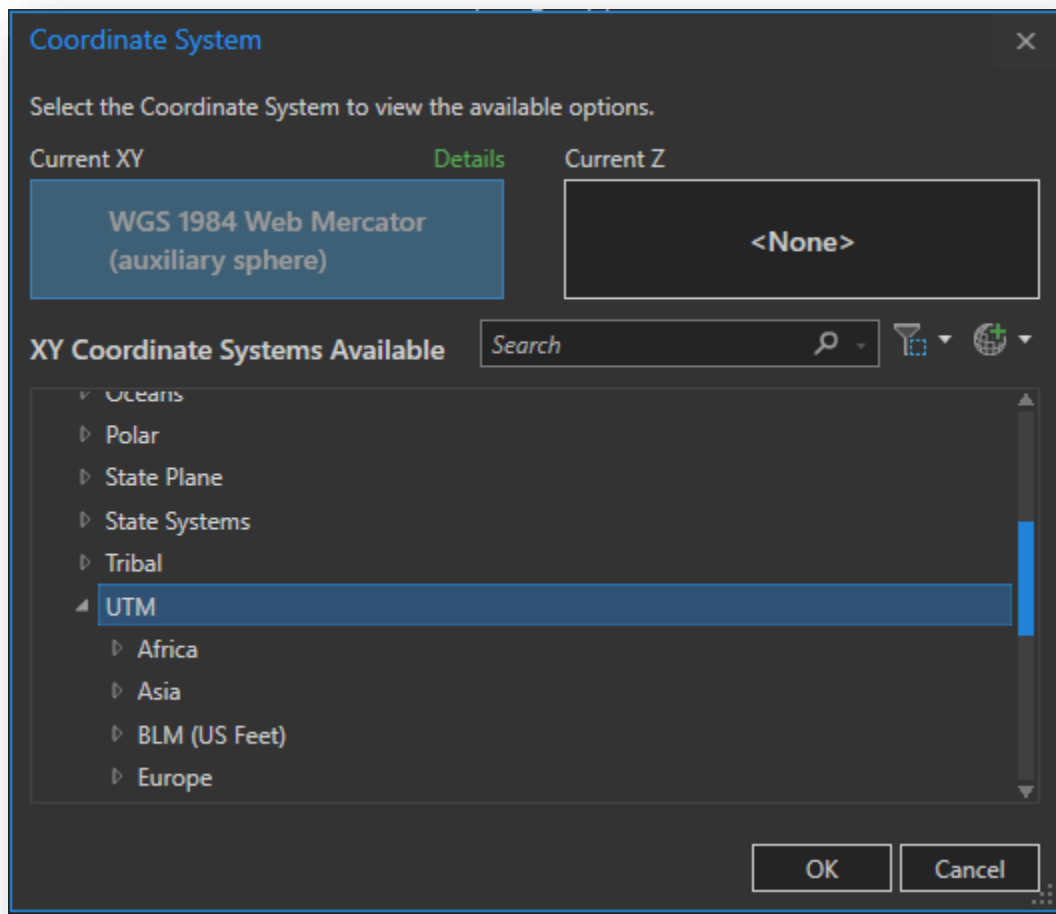 Coordinate System
Select the Coordinate System to view the available options.
Current XY Details Current Z
WGS 1984 Web Mercator
(auxiliary sphere)
<None>
XY Coordinate Systems Available Search
Oceans
Polar
State Plane
State Systems
Tribal
UTM
Africa
Asia
BLM (US Feet)
Europe
OK Cancel